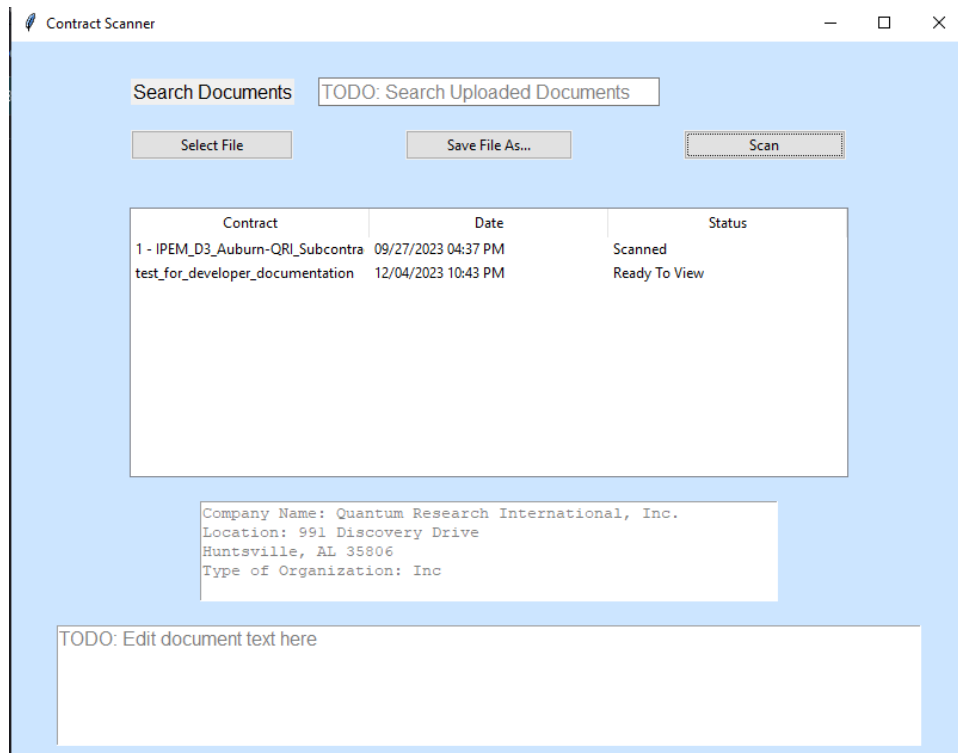 Contract Scanner
Search Documents TODO: Search Uploaded Documents
Select File Save File As... Scan
Contract Date Status
1 - IPEM_D3_Auburn-QRI_Subcontra 09/27/2023 04:37 PM Scanned
test_for_developer_documentation 12/04/2023 10:43 PM Ready To View
Company Name: Quantum Research International, Inc.
Location: 991 Discovery Drive
Huntsville, AL 35806
Type of Organization: Inc
TODO: Edit document text here